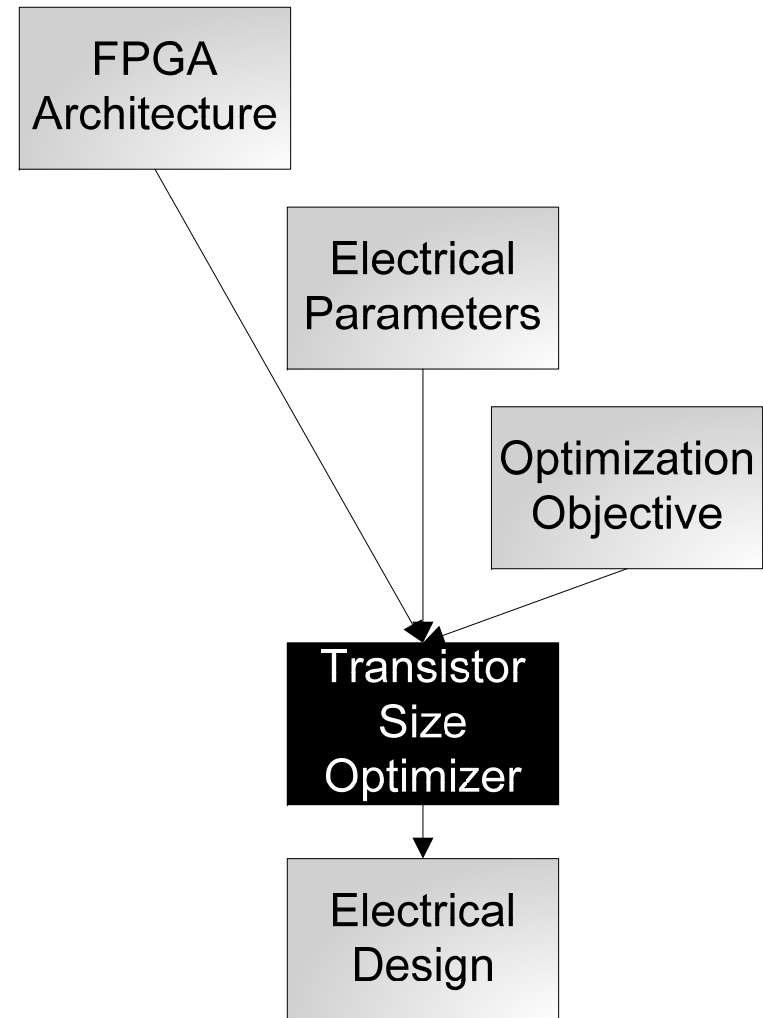 FPGA
Architecture
Electrical
Parameters
Optimization
Objective
Transistor
Size
Optimizer
Electrical
Design